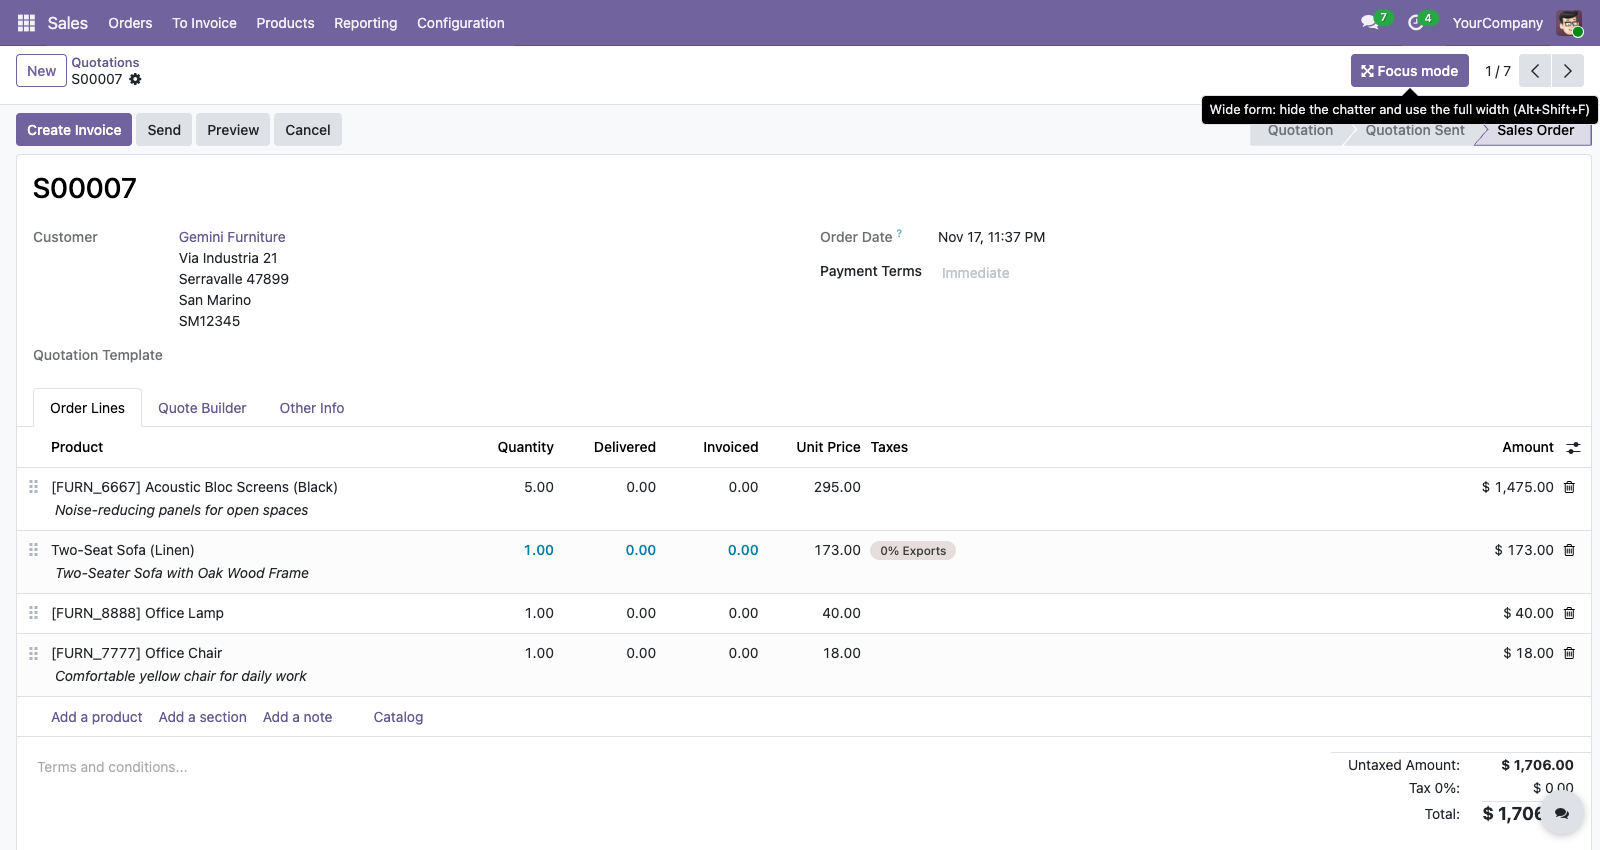 Sales Orders To Invoice Products Reporting Configuration 7 4 YourCompany
New Quotations
S00007
Focus mode 1 / 7
Wide form: hide the chatter and use the full width (Alt+Shift+F)
Create Invoice Send Preview Cancel Quotation Quotation Sent Sales Order
S00007
Customer Gemini Furniture Order Date ? Nov 17, 11:37 PM
Via Industria 21
Serravalle 47899 Payment Terms Immediate
San Marino
SM12345
Quotation Template
Order Lines Quote Builder Other Info
Product Quantity Delivered Invoiced Unit Price Taxes Amount
[FURN_6667] Acoustic Bloc Screens (Black) 5.00 0.00 0.00 295.00 $ 1,475.00
Noise-reducing panels for open spaces
Two-Seat Sofa (Linen) 1.00 0.00 0.00 173.00 0% Exports $ 173.00
Two-Seater Sofa with Oak Wood Frame
[FURN_8888] Office Lamp 1.00 0.00 0.00 40.00 $ 40.00
[FURN_7777] Office Chair 1.00 0.00 0.00 18.00 $ 18.00
Comfortable yellow chair for daily work
Add a product Add a section Add a note Catalog
Terms and conditions...
Untaxed Amount: $ 1,706.00
Tax 0%: $ 0.00
Total: $ 1,706